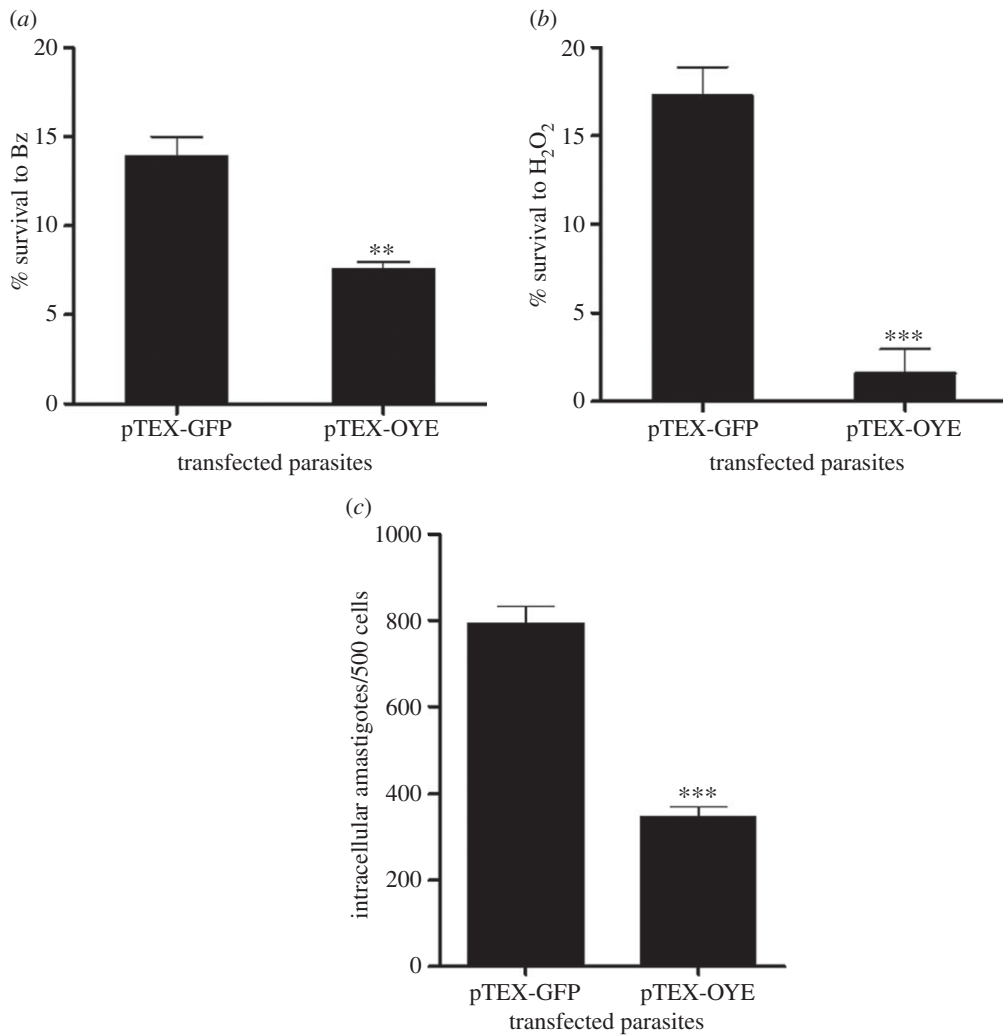 (a)
% survival to Bz
20
15
10
5
0
**
pTEX-GFP pTEX-OYE
transfected parasites
(b)
% survival to H₂O₂
20
15
10
5
0
***
pTEX-GFP pTEX-OYE
transfected parasites
(c)
intracellular amastigotes/500 cells
1000
800
600
400
200
0
***
pTEX-GFP pTEX-OYE
transfected parasites